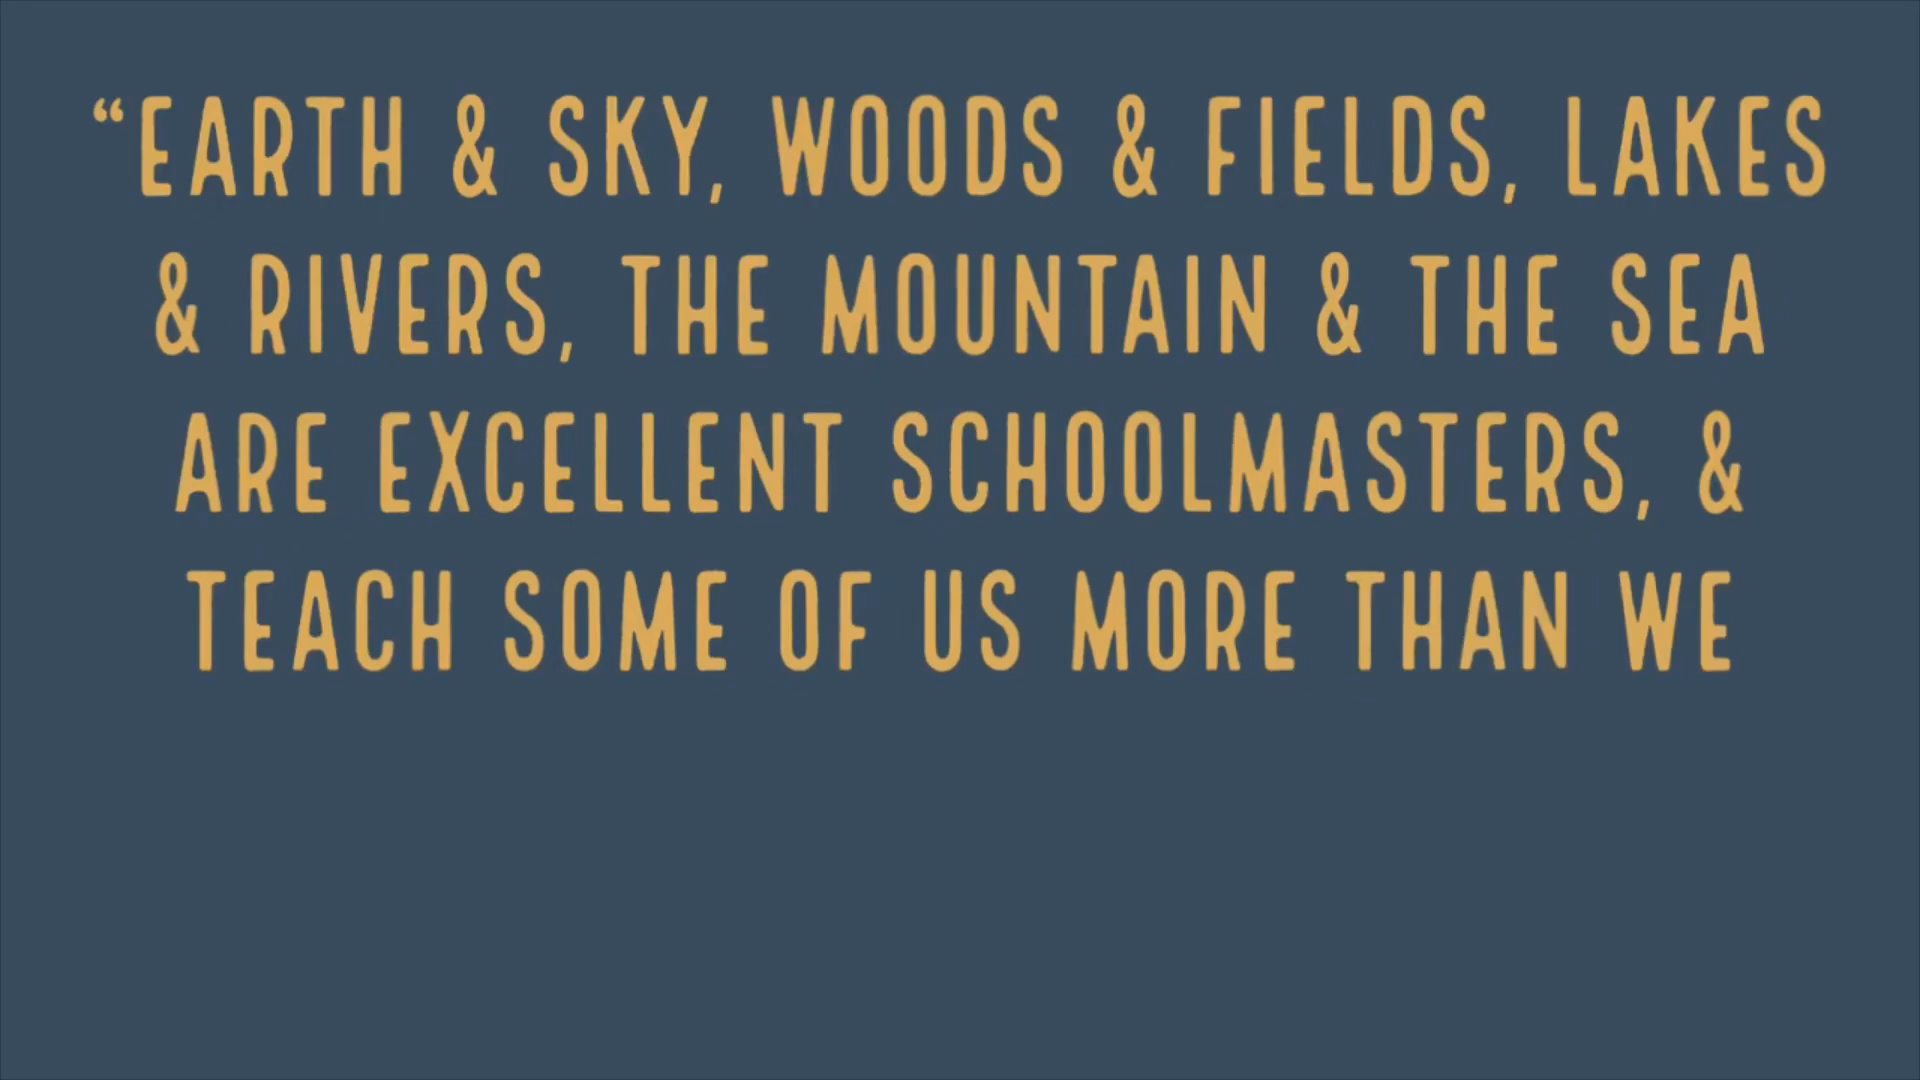 “EARTH & SKY, WOODS & FIELDS, LAKES
& RIVERS, THE MOUNTAIN & THE SEA
ARE EXCELLENT SCHOOLMASTERS, &
TEACH SOME OF US MORE THAN WE